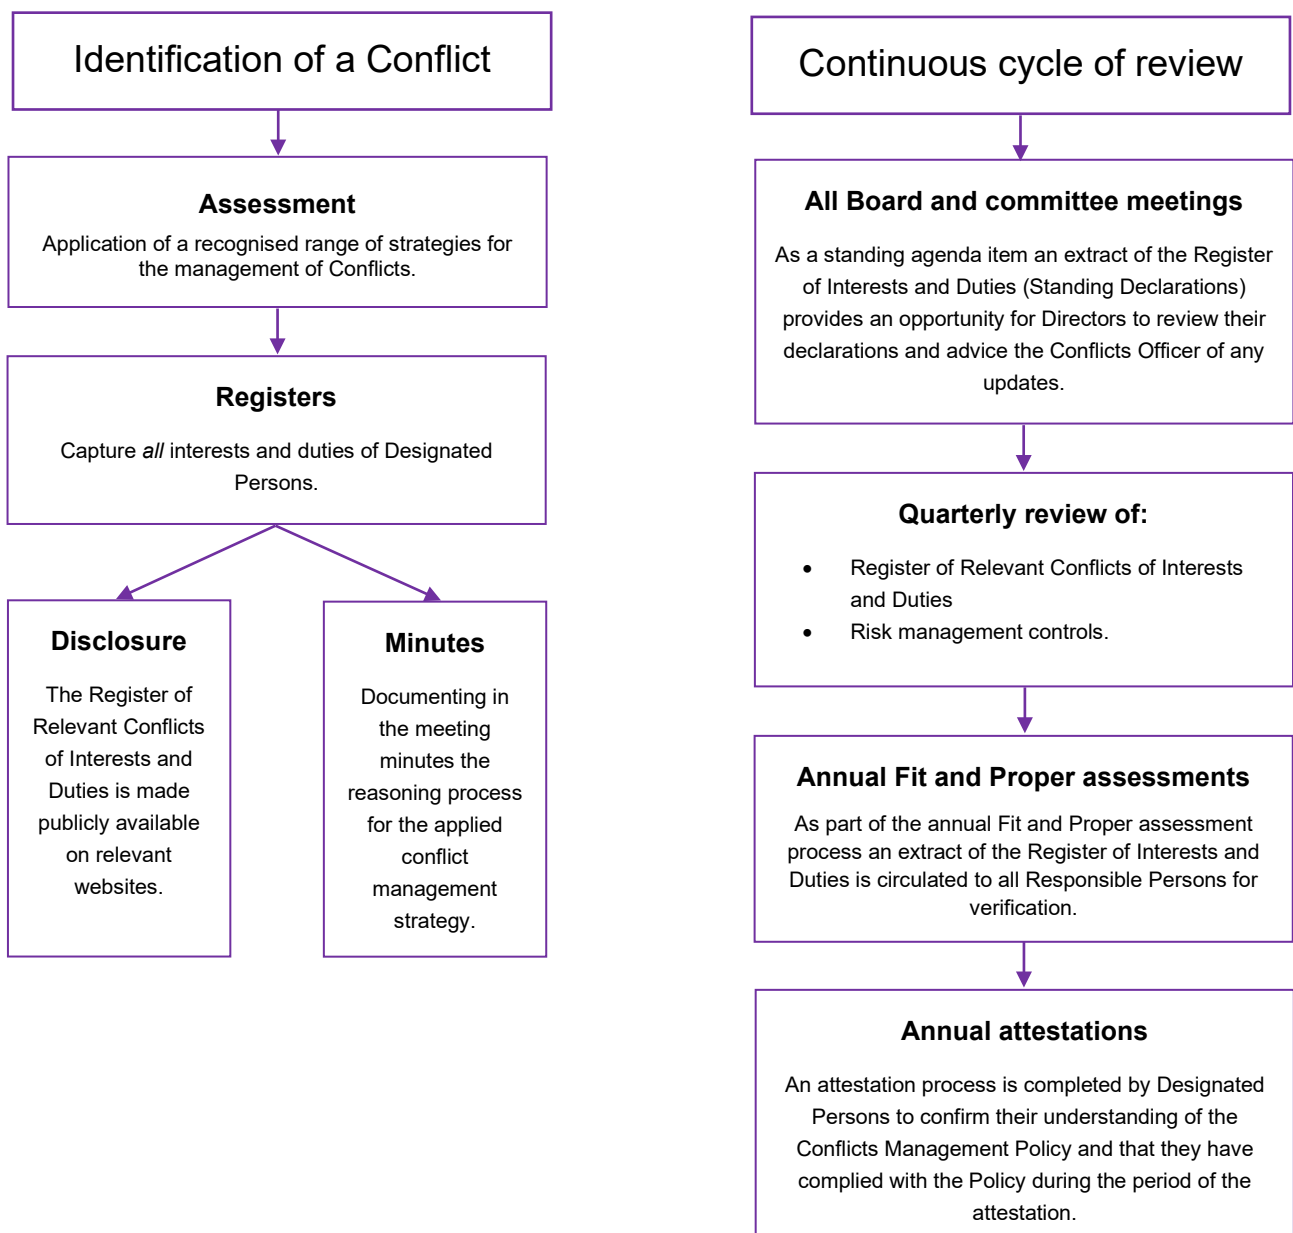 Identification of a Conflict
Assessment
Application of a recognised range of strategies for
the management of Conflicts.
Registers
Capture all interests and duties of Designated
Persons.
Disclosure
The Register of
Relevant Conflicts
of Interests and
Duties is made
publicly available
on relevant
websites.
Minutes
Documenting in
the meeting
minutes the
reasoning process
for the applied
conflict
management
strategy.
Continuous cycle of review
All Board and committee meetings
As a standing agenda item an extract of the Register
of Interests and Duties (Standing Declarations)
provides an opportunity for Directors to review their
declarations and advice the Conflicts Officer of any
updates.
Quarterly review of:
• Register of Relevant Conflicts of Interests
and Duties
• Risk management controls.
Annual Fit and Proper assessments
As part of the annual Fit and Proper assessment
process an extract of the Register of Interests and
Duties is circulated to all Responsible Persons for
verification.
Annual attestations
An attestation process is completed by Designated
Persons to confirm their understanding of the
Conflicts Management Policy and that they have
complied with the Policy during the period of the
attestation.